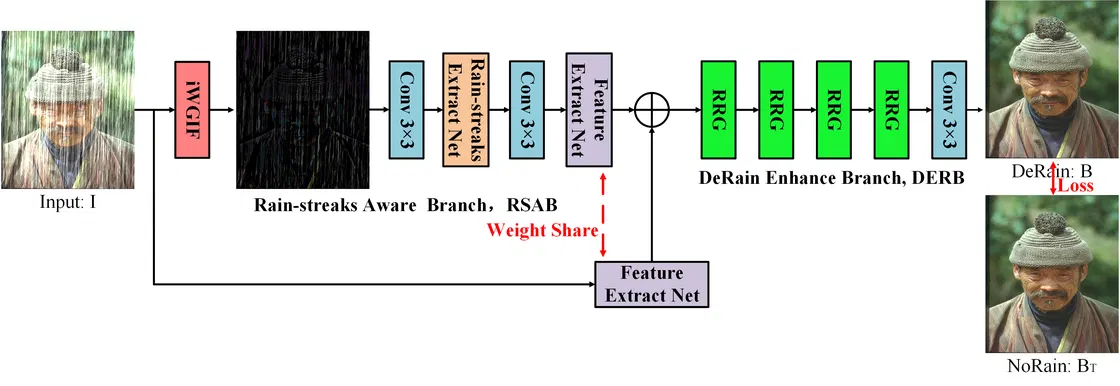 Input: I
iWGIF
Conv 3×3
Rain-streaks
Extract Net
Conv 3×3
Feature
Extract Net
Rain-streaks Aware Branch，RSAB
Weight Share
Feature
Extract Net
RRG
RRG
RRG
RRG
Conv 3×3
DeRain Enhance Branch, DERB
DeRain: B
Loss
NoRain: BT